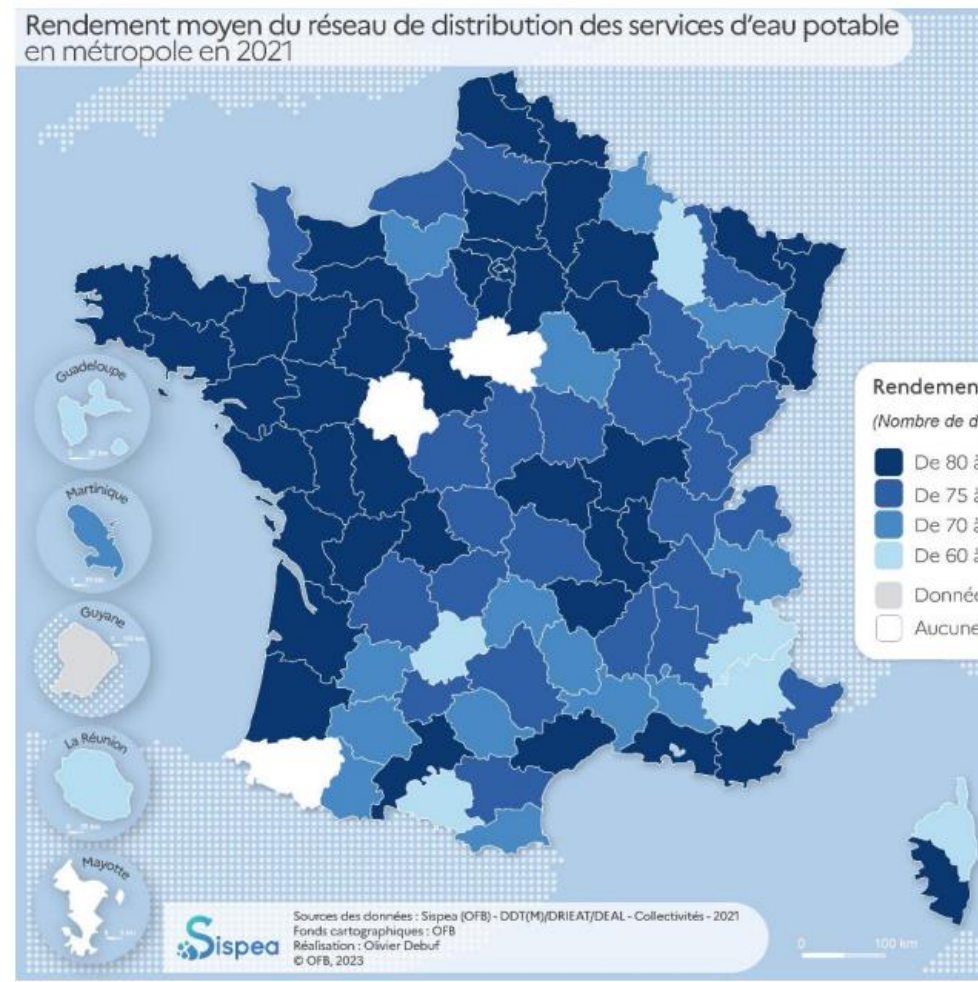 Rendement moyen du réseau de distribution des services d'eau potable
en métropole en 2021
Guadeloupe
Martinique
Guyane
La Réunion
Mayotte
Rendemen
(Nombre de d
De 80 à
De 75 à
De 70 à
De 60 à
Donnée
Aucune
Sispea
Sources des données : Sispea (OFB) - DDT(M)/DRIEAT/DEAL - Collectivités - 2021
Fonds cartographiques : OFB
Réalisation : Olivier Debuf
© OFB, 2023
0 100 km